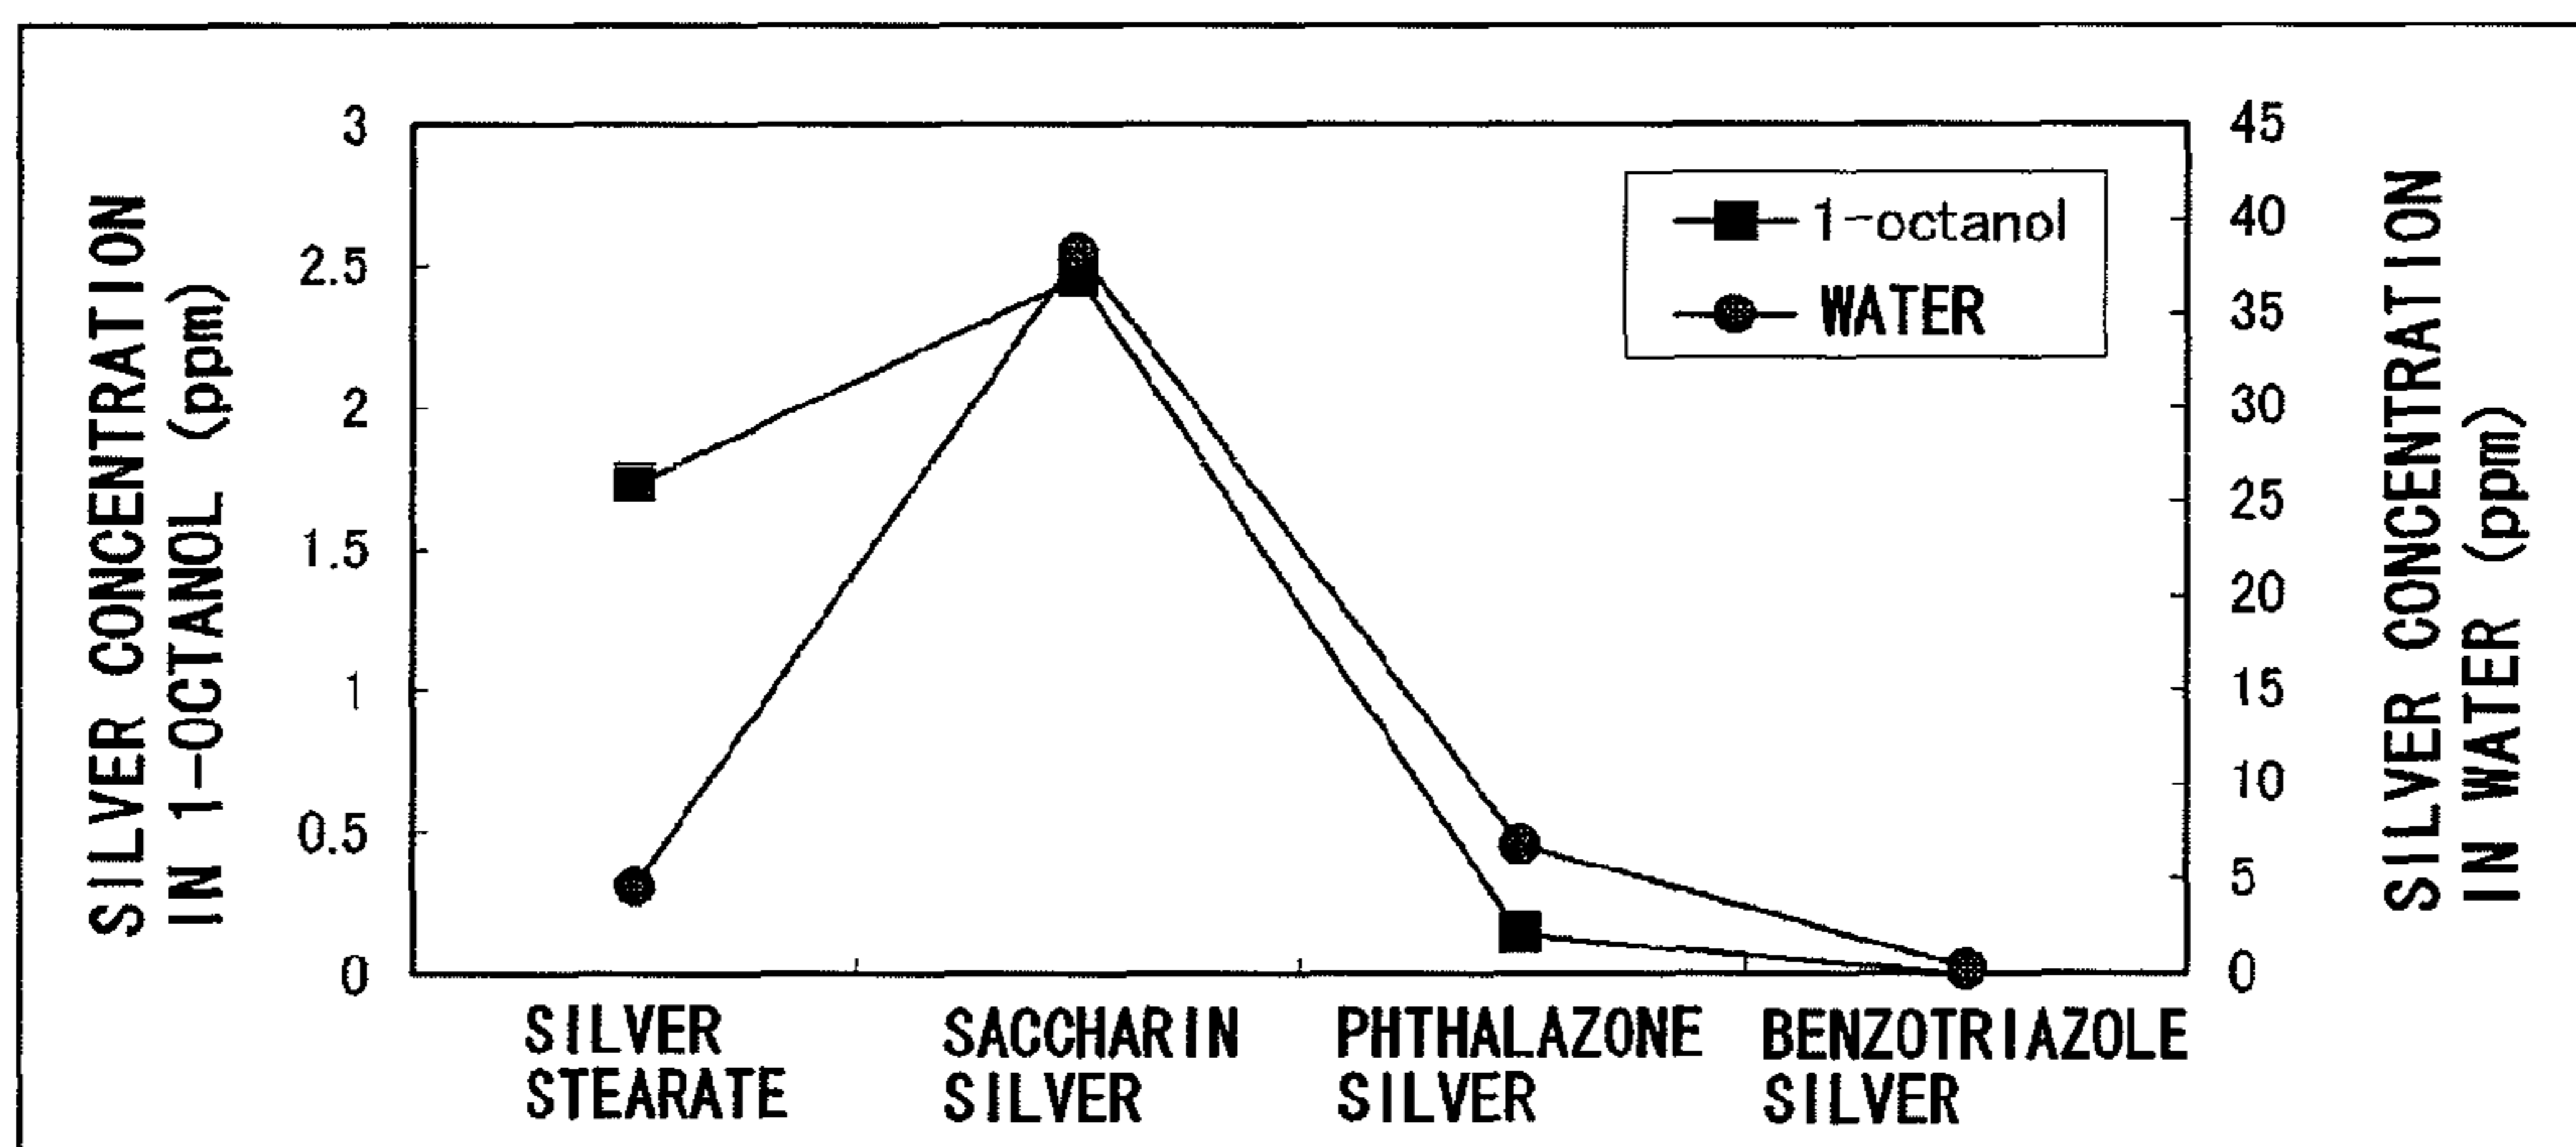 SILVER CONCENTRATION
IN 1-OCTANOL (ppm)
3
2.5
2
1.5
1
0.5
0
1-octanol
WATER
45
40
35
30
25
20
15
10
5
0
SILVER CONCENTRATION
IN WATER (ppm)
SILVER
STEARATE
SACCHARIN
SILVER
PHTHALAZONE
SILVER
BENZOTRIAZOLE
SILVER